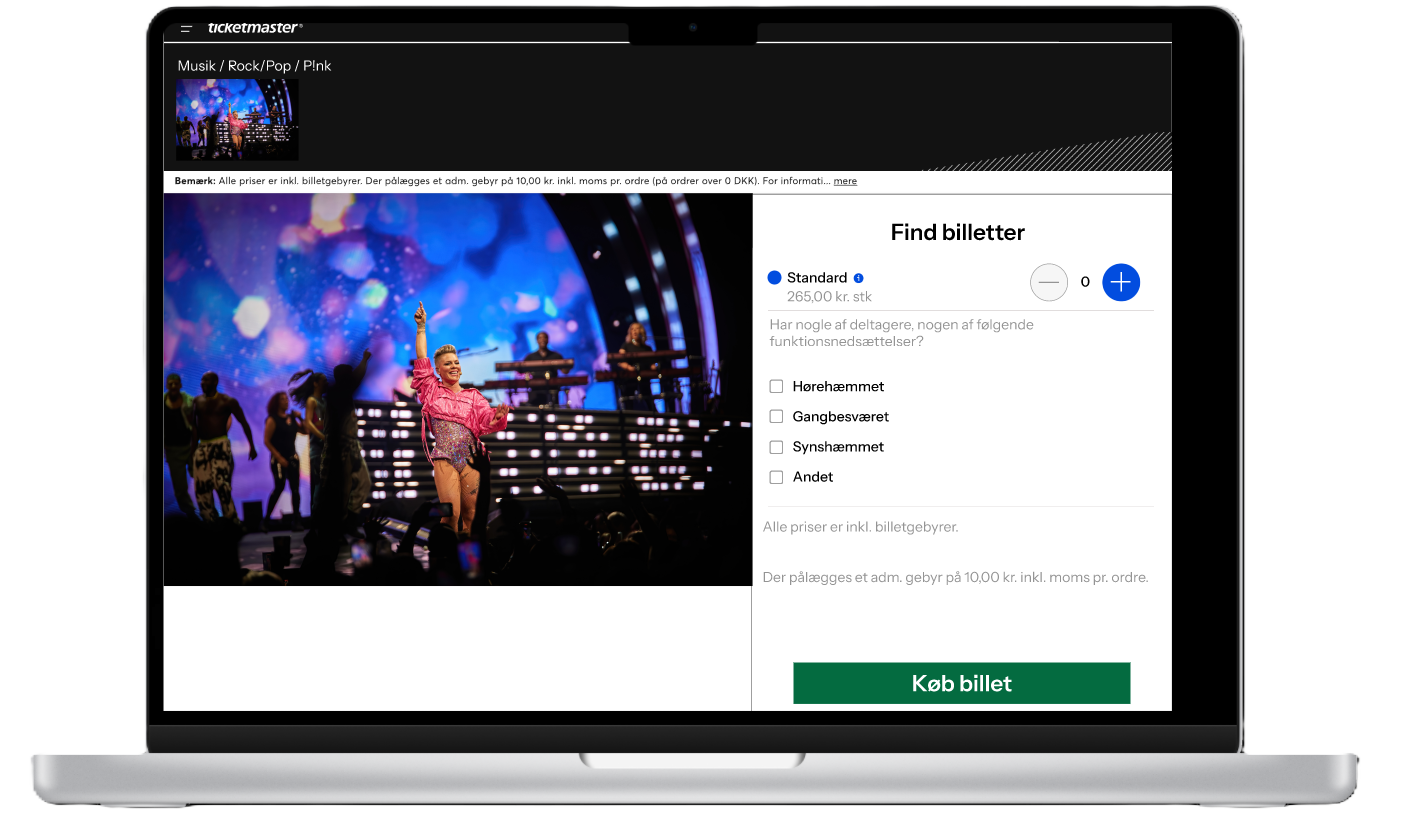 ticketmaster®
Musik / Rock/Pop / P!nk
Bemærk: Alle priser er inkl. billetgebyrer. Der pålægges et adm. gebyr på 10,00 kr. inkl. moms pr. ordre (på ordrer over 0 DKK). For informati... mere
Find billetter
Standard
265,00 kr. stk
0
Har nogle af deltagere, nogen af følgende
funktionsnedsættelser?
Hørehæmmet
Gangbesværet
Synshæmmet
Andet
Alle priser er inkl. billetgebyrer.
Der pålægges et adm. gebyr på 10,00 kr. inkl. moms pr. ordre.
Køb billet